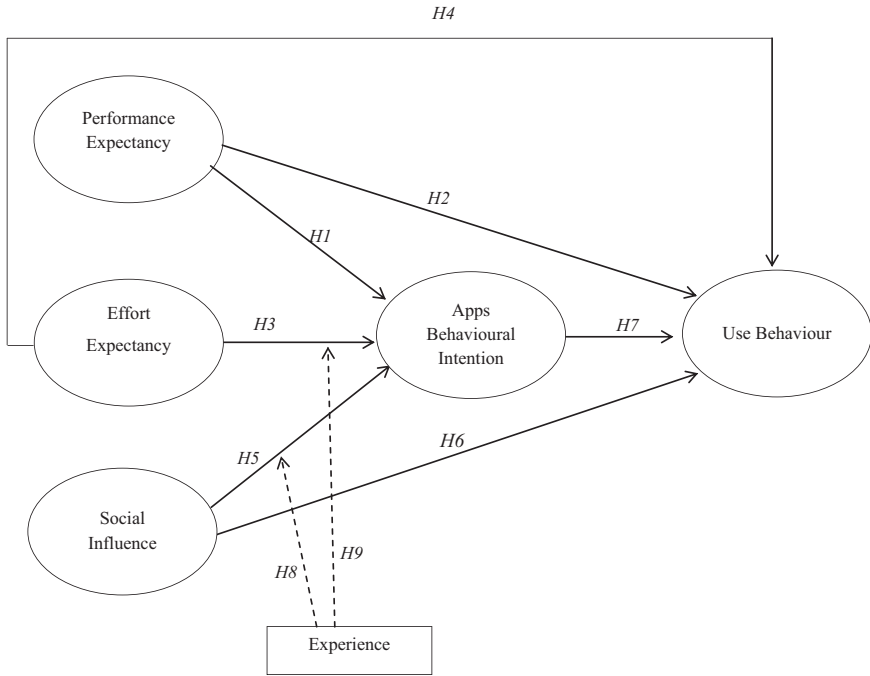 H4
Performance
Expectancy
H2
H1
Effort
Expectancy
H3
Apps
Behavioural
Intention
H7
Use Behaviour
H5
H6
Social
Influence
H8
H9
Experience